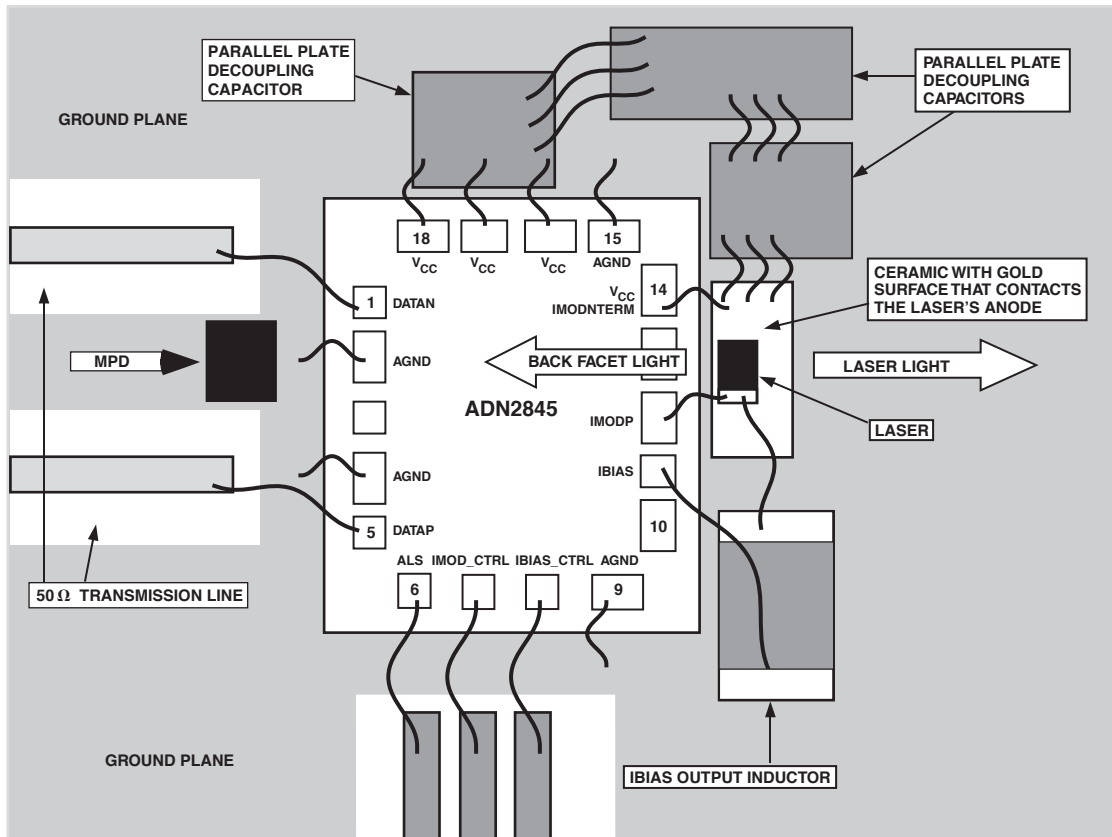 PARALLEL PLATE
DECOUPLING
CAPACITOR
PARALLEL PLATE
DECOUPLING
CAPACITORS
GROUND PLANE
18
15
VCC
VCC
VCC
AGND
14
VCC
IMODNTERM
CERAMIC WITH GOLD
SURFACE THAT CONTACTS
THE LASER'S ANODE
1
DATAN
MPD
AGND
BACK FACET LIGHT
LASER LIGHT
ADN2845
IMODP
LASER
AGND
IBIAS
5
DATAP
10
ALS
IMOD_CTRL
IBIAS_CTRL
AGND
6
9
50 Ω TRANSMISSION LINE
GROUND PLANE
IBIAS OUTPUT INDUCTOR